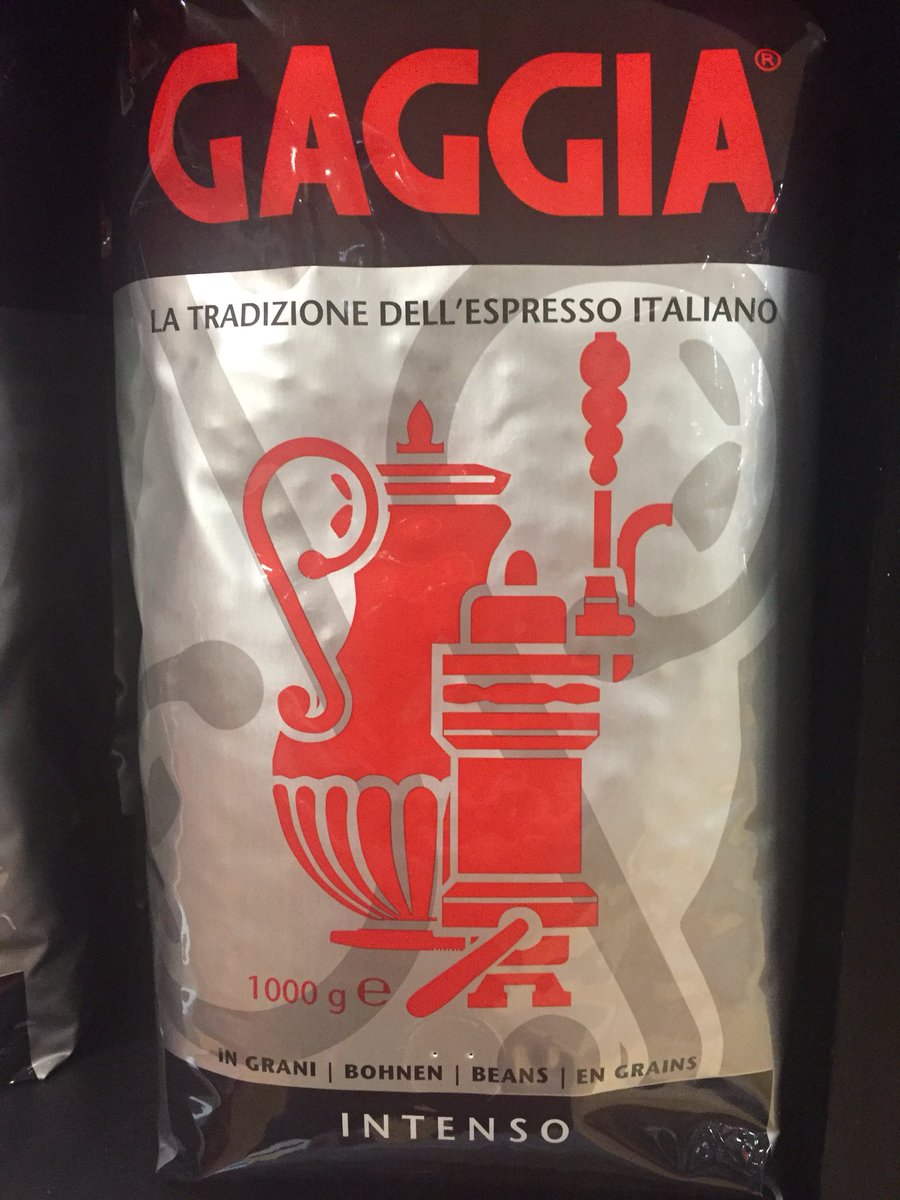 GAGGIA®
LA TRADIZIONE DELL'ESPRESSO ITALIANO
1000 g ℮
IN GRANI | BOHNEN | BEANS | EN GRAINS
INTENSO